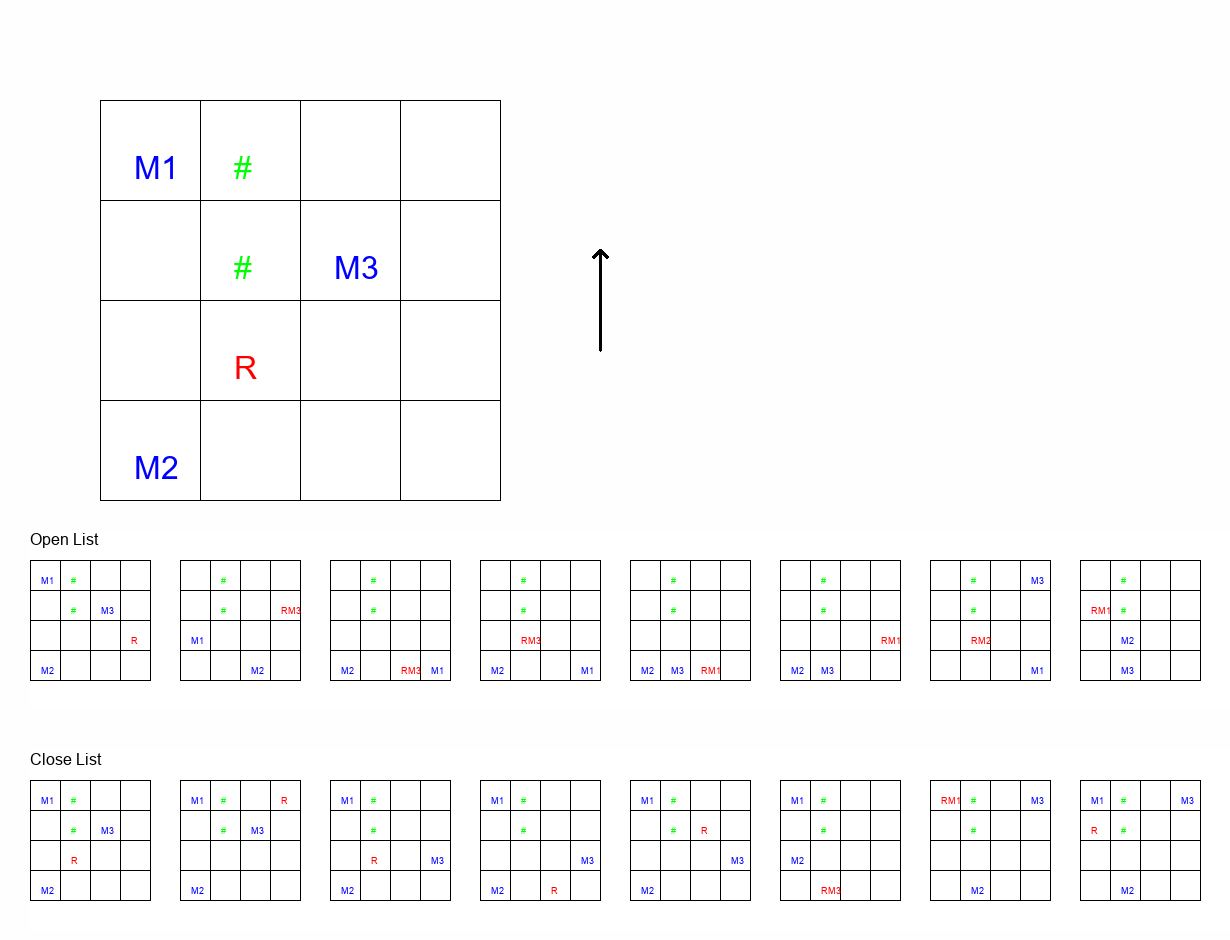 M1 #
# M3
R
M2
Open List
M1 # # # # # # M3 #
# M3 # RM3 # # # # # RM1 #
R M1 RM3 RM1 RM2 M2
M2 M2 M2 RM3 M1 M2 M1 M2 M3 RM1 M2 M3 M1 M3
Close List
M1 # M1 # R M1 # M1 # M1 # M1 # RM1 # M3 M1 # M3
# M3 # M3 # # # R # # R #
R R M3 M3 M3 M2
M2 M2 M2 M2 R M2 RM3 M2 M2